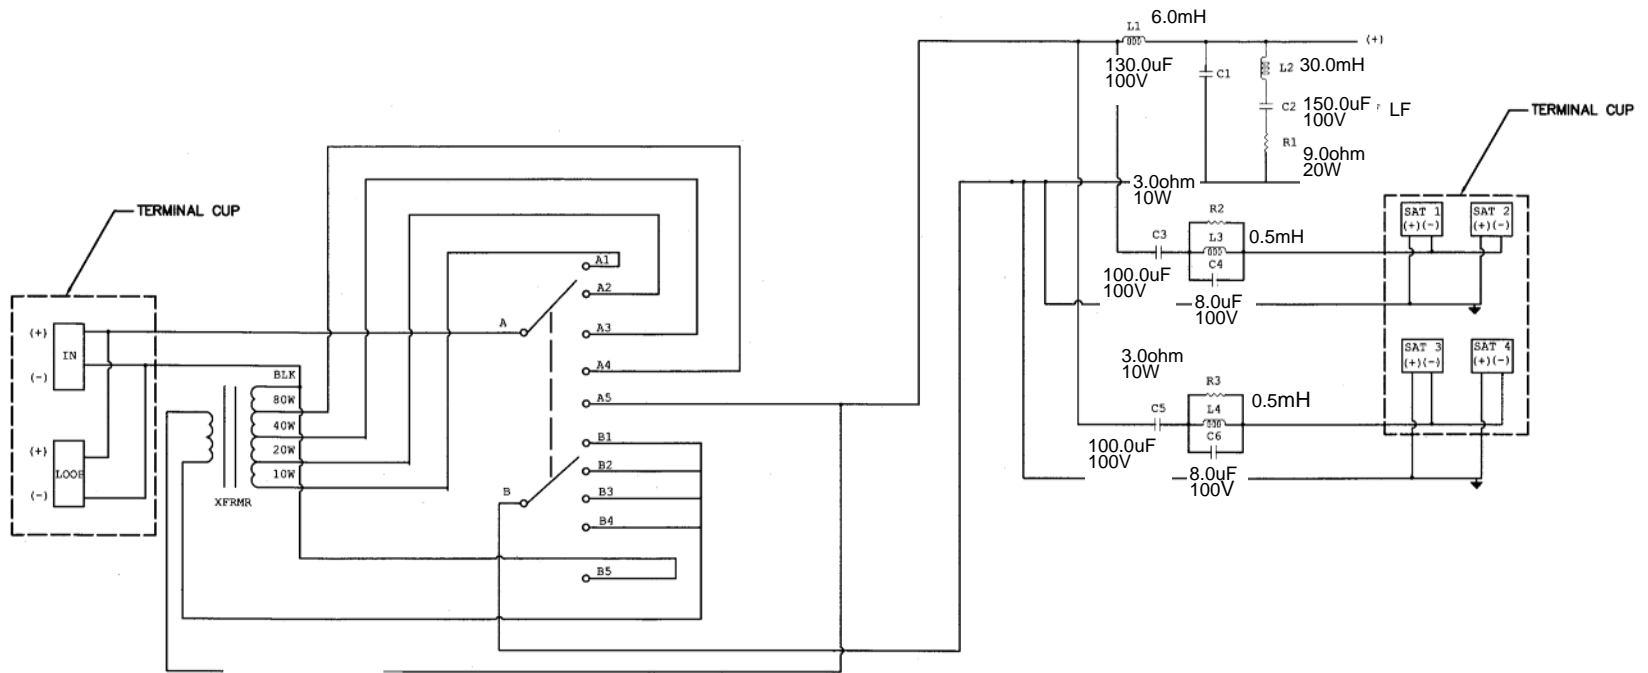 L1 6.0mH
(+)
130.0uF
100V
C1
L2 30.0mH
C2 150.0uF LF
100V
R1
9.0ohm
20W
TERMINAL CUP
3.0ohm
10W
R2
C3
L3
0.5mH
C4
100.0uF
100V
8.0uF
100V
SAT 1
(+)(-)
SAT 2
(+)(-)
3.0ohm
10W
R3
C5
L4
0.5mH
C6
100.0uF
100V
8.0uF
100V
SAT 3
(+)(-)
SAT 4
(+)(-)
TERMINAL CUP
(+)
IN
(-)
(+)
LOOP
(-)
BLK
80W
40W
20W
10W
XFRMR
A
A1
A2
A3
A4
A5
B
B1
B2
B3
B4
B5